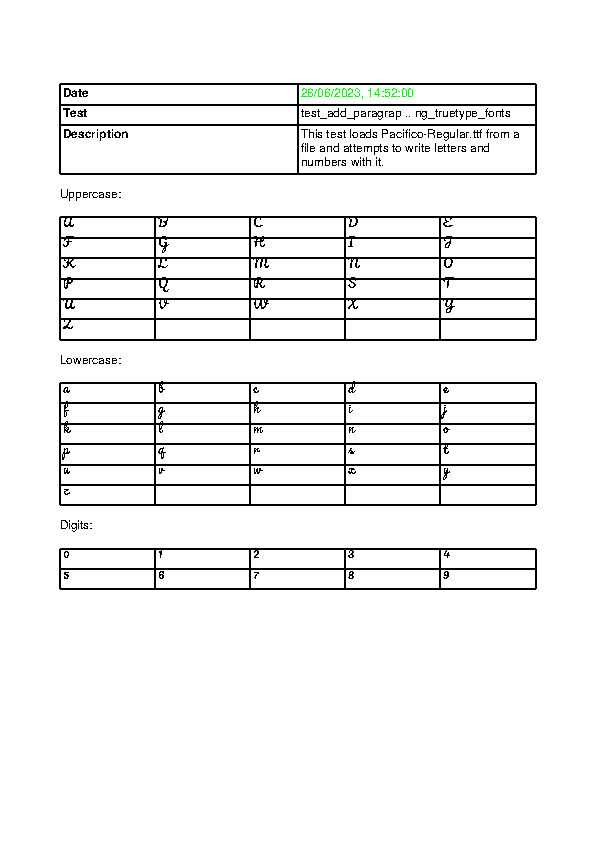 Date 26/06/2023, 14:52:00
Test test_add_paragrap .. ng_truetype_fonts
Description This test loads Pacifico-Regular.ttf from a
file and attempts to write letters and
numbers with it.
Uppercase:
A B C D E
F G H I J
K L M N O
P Q R S T
U V W X Y
Z
Lowercase:
a b c d e
f g h i j
k l m n o
p q r s t
u v w x y
z
Digits:
0 1 2 3 4
5 6 7 8 9